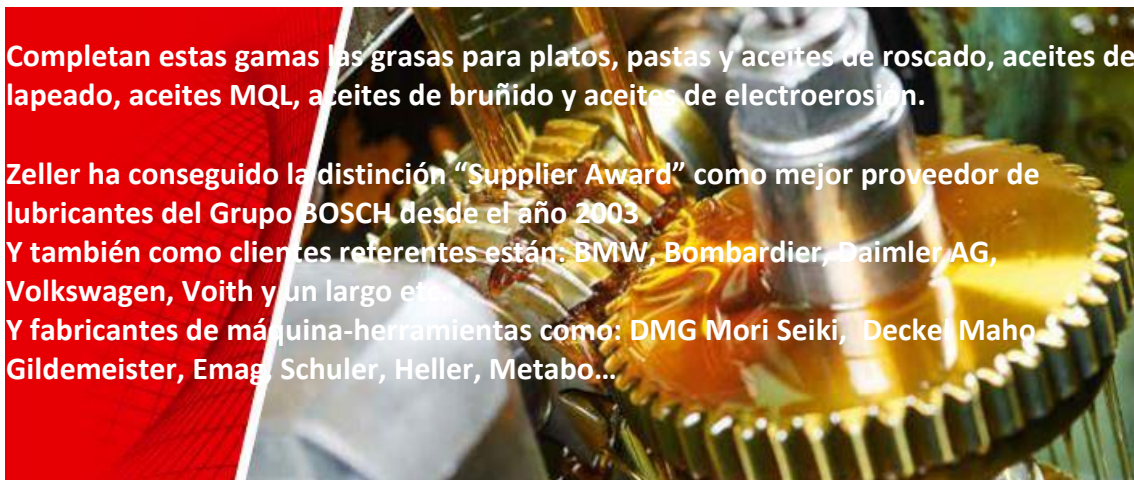 Completan estas gamas las grasas para platos, pastas y aceites de roscado, aceites de
lapeado, aceites MQL, aceites de bruñido y aceites de electroerosión.
Zeller ha conseguido la distinción “Supplier Award” como mejor proveedor de
lubricantes del Grupo BOSCH desde el año 2003 .
Y también como clientes referentes están: BMW, Bombardier, Daimler AG,
Volkswagen, Voith y un largo etc.
Y fabricantes de máquina-herramientas como: DMG Mori Seiki, Deckel Maho
Gildemeister, Emag, Schuler, Heller, Metabo…